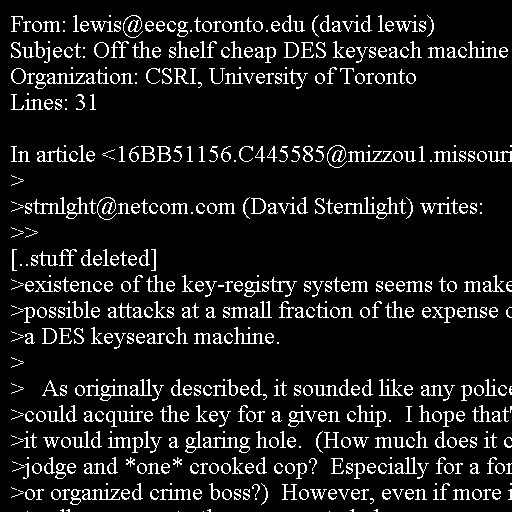 From: lewis@eecg.toronto.edu (david lewis)
Subject: Off the shelf cheap DES keyseach machine
Organization: CSRI, University of Toronto
Lines: 31

In article <16BB51156.C445585@mizzou1.missouri
>
>strnlght@netcom.com (David Sternlight) writes:
>>
[..stuff deleted]
>existence of the key-registry system seems to make
>possible attacks at a small fraction of the expense o
>a DES keysearch machine.
>
>   As originally described, it sounded like any police
>could acquire the key for a given chip.  I hope that'
>it would imply a glaring hole.  (How much does it c
>jodge and *one* crooked cop?  Especially for a for
>or organized crime boss?)  However, even if more i